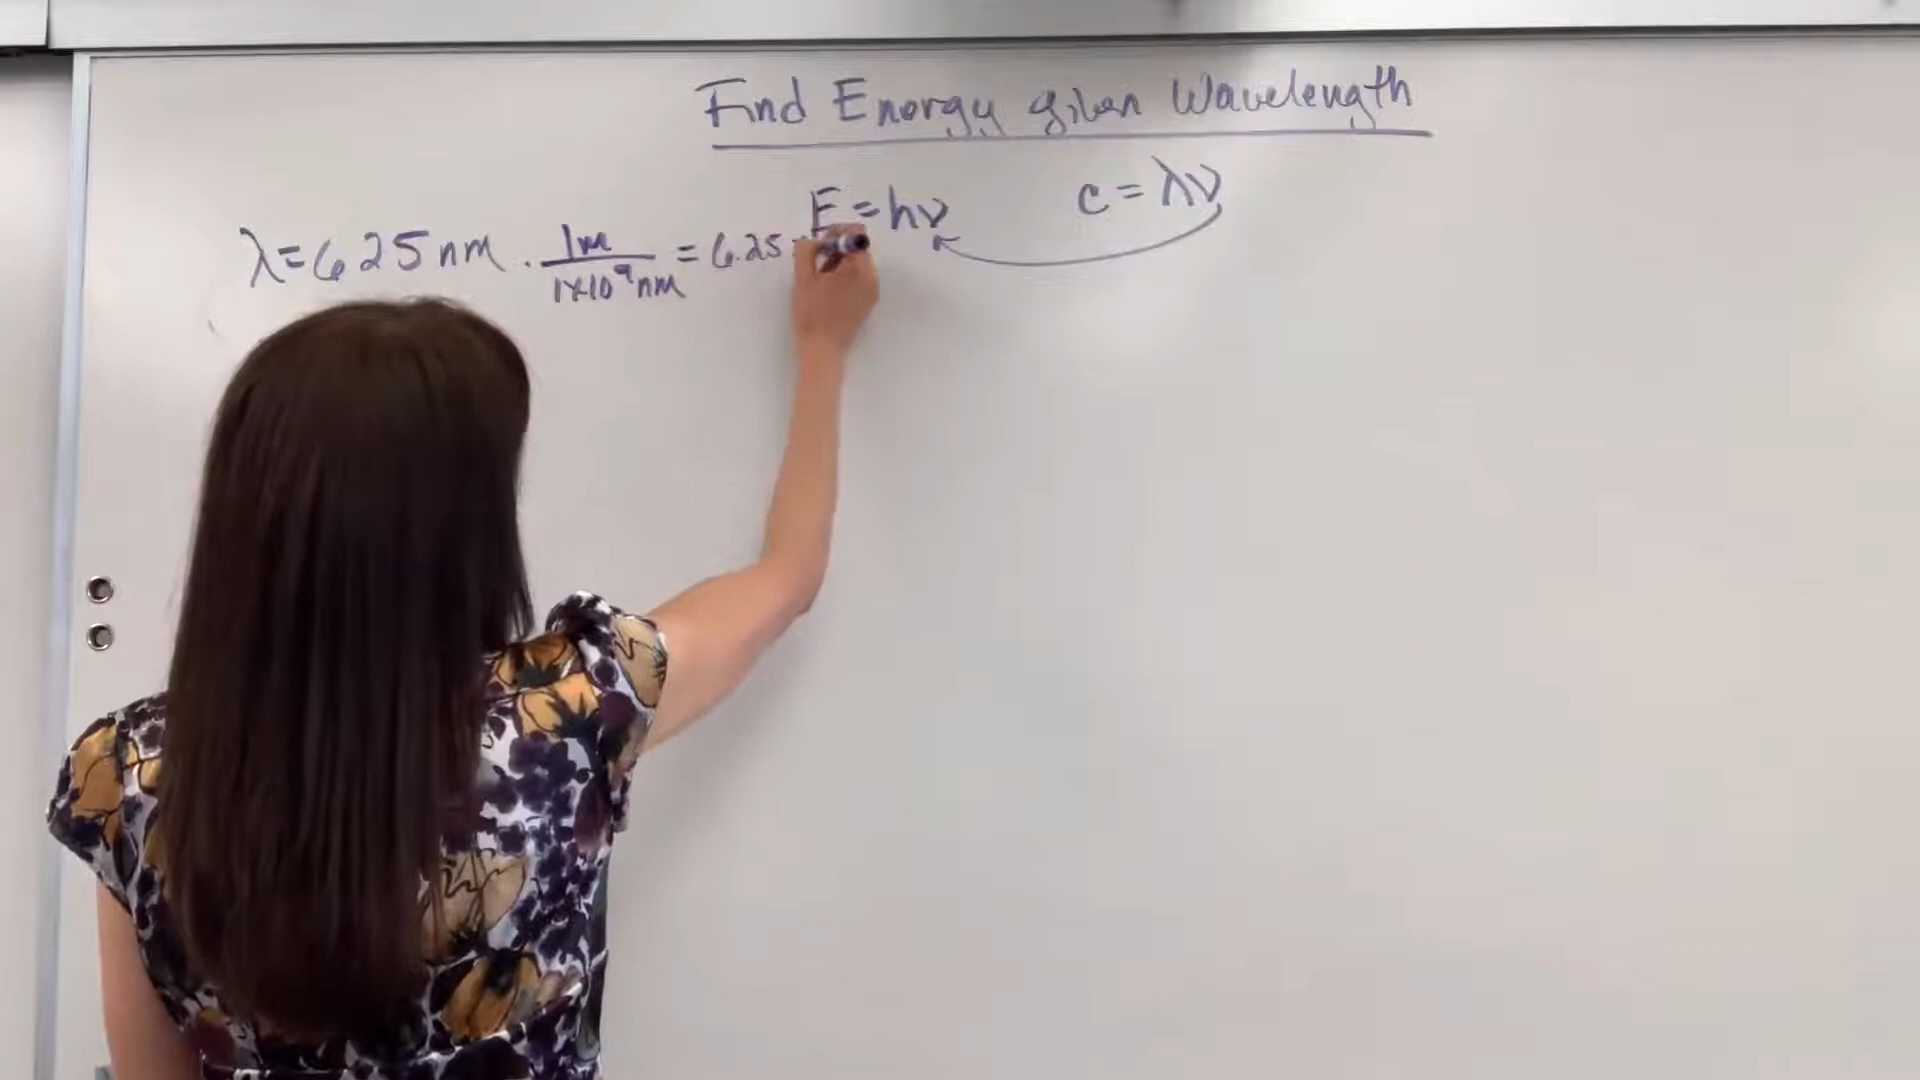 Find Energy given Wavelength
E = hν c = λν
λ = 625 nm · 1m / 1x10⁹ nm = 6.25